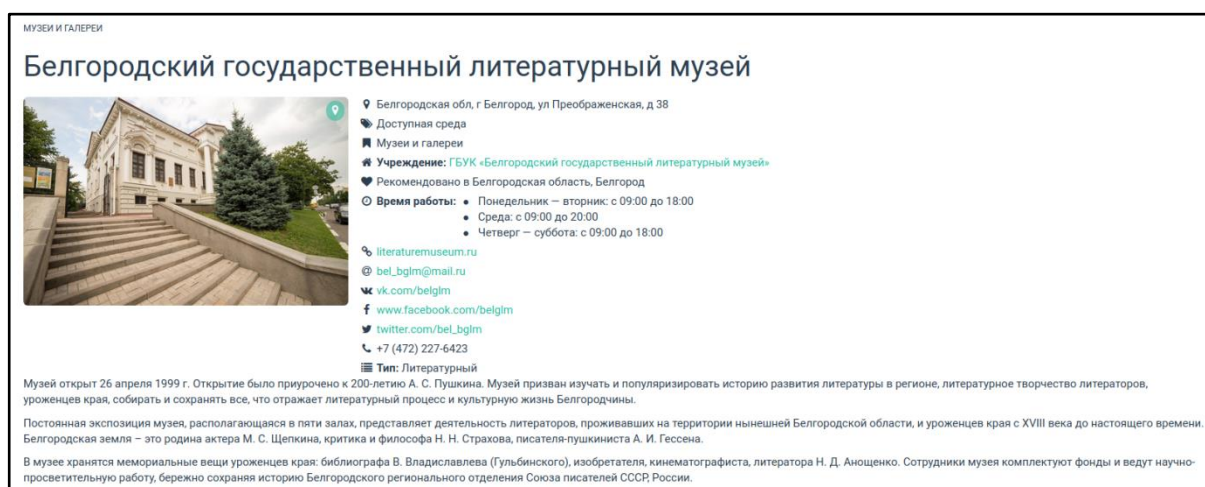 МУЗЕИ И ГАЛЕРЕИ
Белгородский государственный литературный музей
Белгородская обл, г Белгород, ул Преображенская, д 38
Доступная среда
Музеи и галереи
Учреждение: ГБУК «Белгородский государственный литературный музей»
Рекомендовано в Белгородская область, Белгород
Время работы: • Понедельник — вторник: с 09:00 до 18:00
• Среда: с 09:00 до 20:00
• Четверг — суббота: с 09:00 до 18:00
literaturemuseum.ru
bel_bglm@mail.ru
vk.com/belglm
www.facebook.com/belglm
twitter.com/bel_bglm
+7 (472) 227-6423
Тип: Литературный
Музей открыт 26 апреля 1999 г. Открытие было приурочено к 200-летию А. С. Пушкина. Музей призван изучать и популяризировать историю развития литературы в регионе, литературное творчество литераторов,
уроженцев края, собирать и сохранять все, что отражает литературный процесс и культурную жизнь Белгородчины.
Постоянная экспозиция музея, располагающаяся в пяти залах, представляет деятельность литераторов, проживавших на территории нынешней Белгородской области, и уроженцев края с XVIII века до настоящего времени.
Белгородская земля – это родина актера М. С. Щепкина, критика и философа Н. Н. Страхова, писателя-пушкиниста А. И. Гессена.
В музее хранятся мемориальные вещи уроженцев края: библиографа В. Владиславлева (Гульбинского), изобретателя, кинематографиста, литератора Н. Д. Анощенко. Сотрудники музея комплектуют фонды и ведут научно-
просветительную работу, бережно сохраняя историю Белгородского регионального отделения Союза писателей СССР, России.